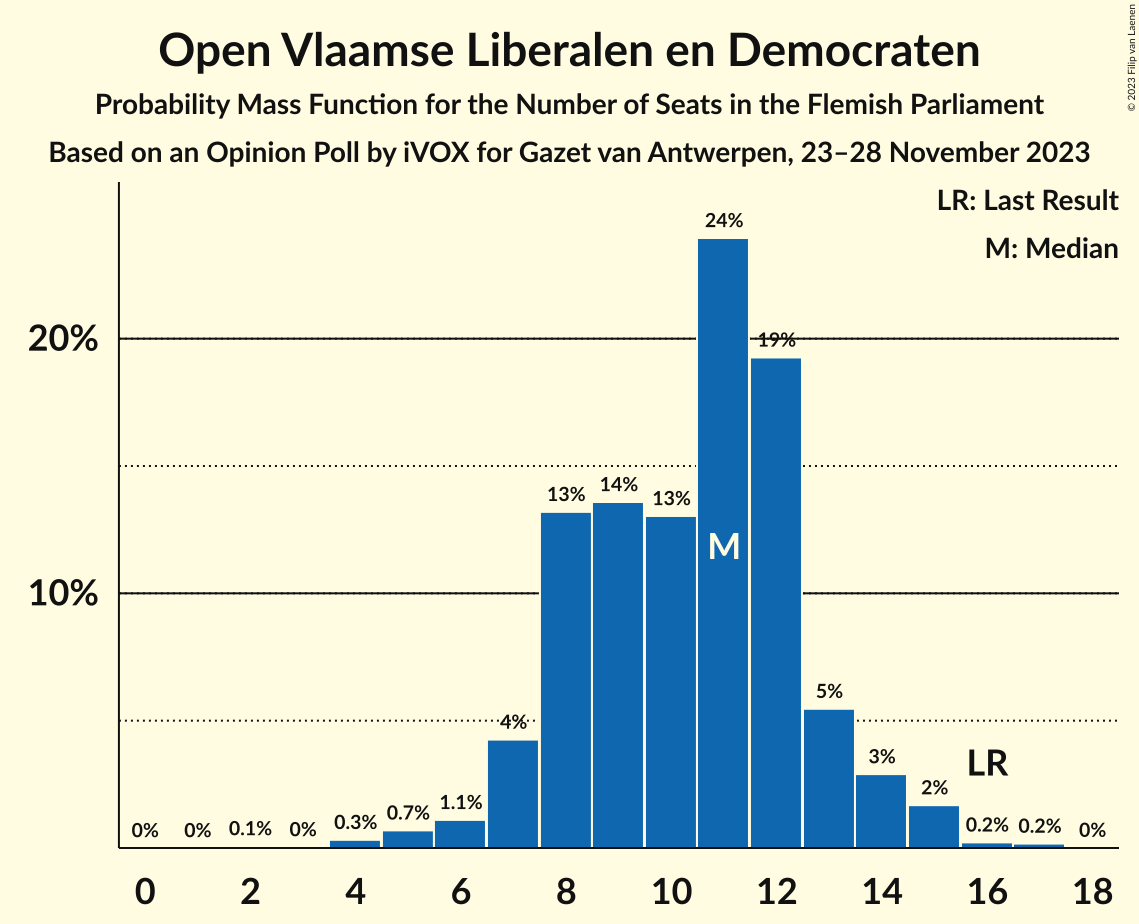 Open Vlaamse Liberalen en Democraten
Probability Mass Function for the Number of Seats in the Flemish Parliament
Based on an Opinion Poll by iVOX for Gazet van Antwerpen, 23–28 November 2023
© 2023 Filip van Laenen
LR: Last Result
M: Median
20%
10%
0%
0%
0.1%
0%
0.3%
0.7%
1.1%
4%
13%
14%
13%
24%
19%
5%
3%
2%
0.2%
0.2%
0%
M
LR
0 2 4 6 8 10 12 14 16 18